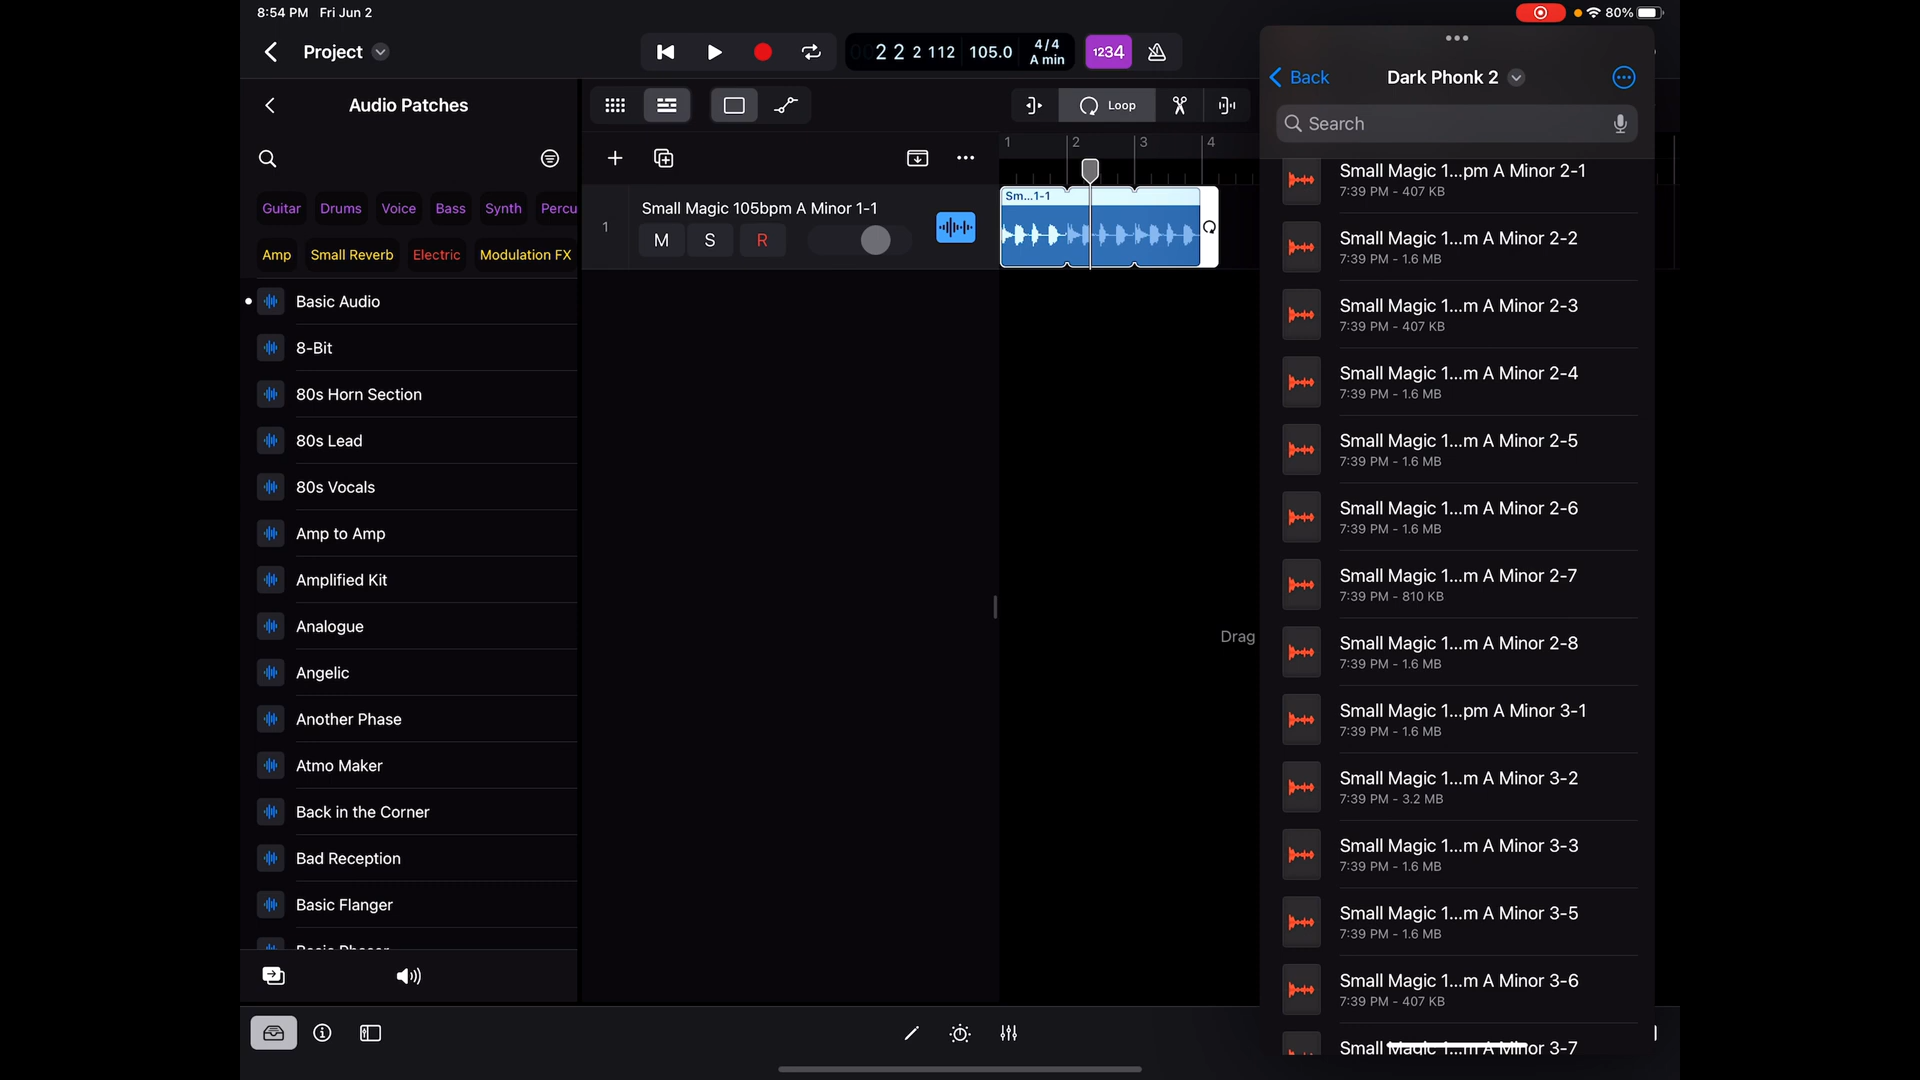 8:54 PM Fri Jun 2
80%
Project
2 2 2 112 105.0 4/4 A min
1234
Back
Dark Phonk 2
Audio Patches
Loop
Search
1 2 3 4
Guitar Drums Voice Bass Synth Percu
Amp Small Reverb Electric Modulation FX
Small Magic 105bpm A Minor 1-1
1
M S R
Sm...1-1
Basic Audio
8-Bit
80s Horn Section
80s Lead
80s Vocals
Amp to Amp
Amplified Kit
Analogue
Angelic
Another Phase
Atmo Maker
Back in the Corner
Bad Reception
Basic Flanger
Drag
Small Magic 1...pm A Minor 2-1
7:39 PM - 407 KB
Small Magic 1...m A Minor 2-2
7:39 PM - 1.6 MB
Small Magic 1...m A Minor 2-3
7:39 PM - 407 KB
Small Magic 1...m A Minor 2-4
7:39 PM - 1.6 MB
Small Magic 1...m A Minor 2-5
7:39 PM - 1.6 MB
Small Magic 1...m A Minor 2-6
7:39 PM - 1.6 MB
Small Magic 1...m A Minor 2-7
7:39 PM - 810 KB
Small Magic 1...m A Minor 2-8
7:39 PM - 1.6 MB
Small Magic 1...pm A Minor 3-1
7:39 PM - 1.6 MB
Small Magic 1...m A Minor 3-2
7:39 PM - 3.2 MB
Small Magic 1...m A Minor 3-3
7:39 PM - 1.6 MB
Small Magic 1...m A Minor 3-5
7:39 PM - 1.6 MB
Small Magic 1...m A Minor 3-6
7:39 PM - 407 KB
Small Magic 1...m A Minor 3-7